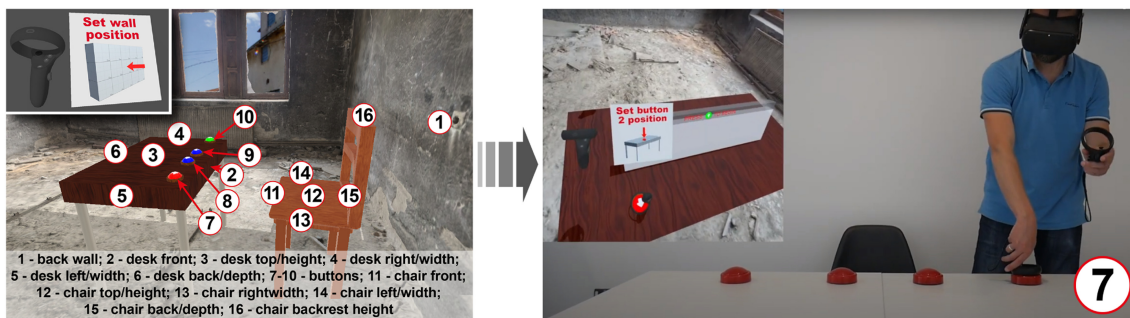 Set wall
position
16
1
10
4
6
3
9
14
2
11
12
15
5
8
13
7
1 - back wall; 2 - desk front; 3 - desk top/height; 4 - desk right/width;
5 - desk left/width; 6 - desk back/depth; 7-10 - buttons; 11 - chair front;
12 - chair top/height; 13 - chair rightwidth; 14 - chair left/width;
15 - chair back/depth; 16 - chair backrest height
Set button
2 position
7